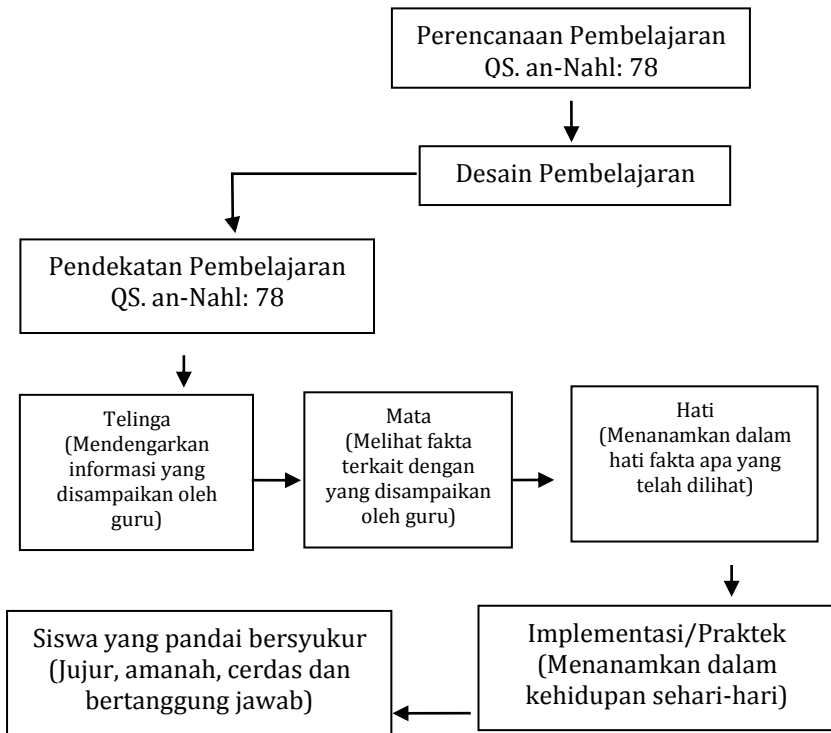 Perencanaan Pembelajaran
QS. an-Nahl: 78
Desain Pembelajaran
Pendekatan Pembelajaran
QS. an-Nahl: 78
Telinga
(Mendengarkan
informasi yang
disampaikan oleh
guru)
Mata
(Melihat fakta
terkait dengan
yang disampaikan
oleh guru)
Hati
(Menanamkan dalam
hati fakta apa yang
telah dilihat)
Implementasi/Praktek
(Menanamkan dalam
kehidupan sehari-hari)
Siswa yang pandai bersyukur
(Jujur, amanah, cerdas dan
bertanggung jawab)